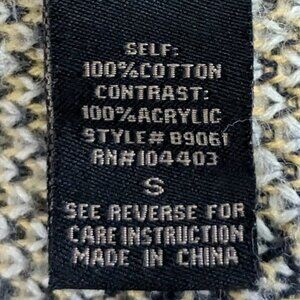 SELF:
100%COTTON
CONTRAST:
100%ACRYLIC
STYLE# B9061
RN#104403
S
SEE REVERSE FOR
CARE INSTRUCTION
MADE IN CHINA